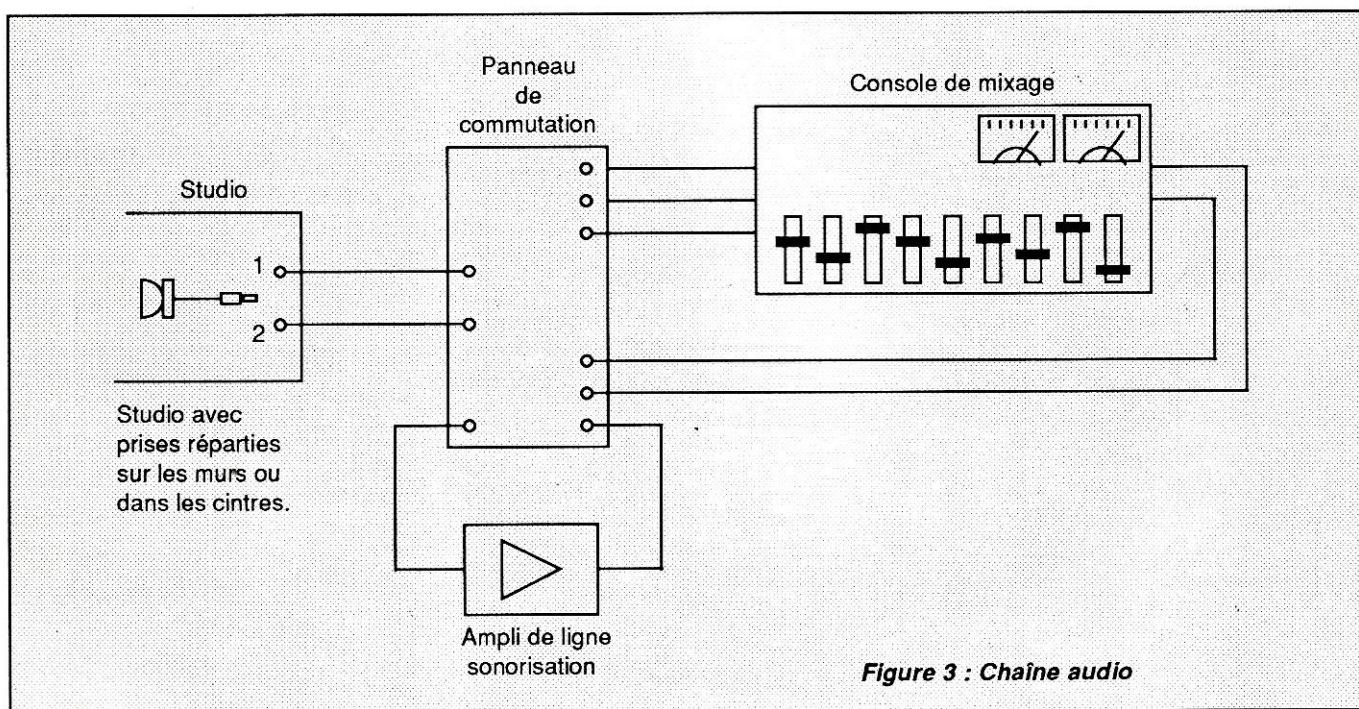 Panneau
de
commutation
Console de mixage
Studio
1
2
Studio avec
prises réparties
sur les murs ou
dans les cintres.
Ampli de ligne
sonorisation
Figure 3 : Chaîne audio